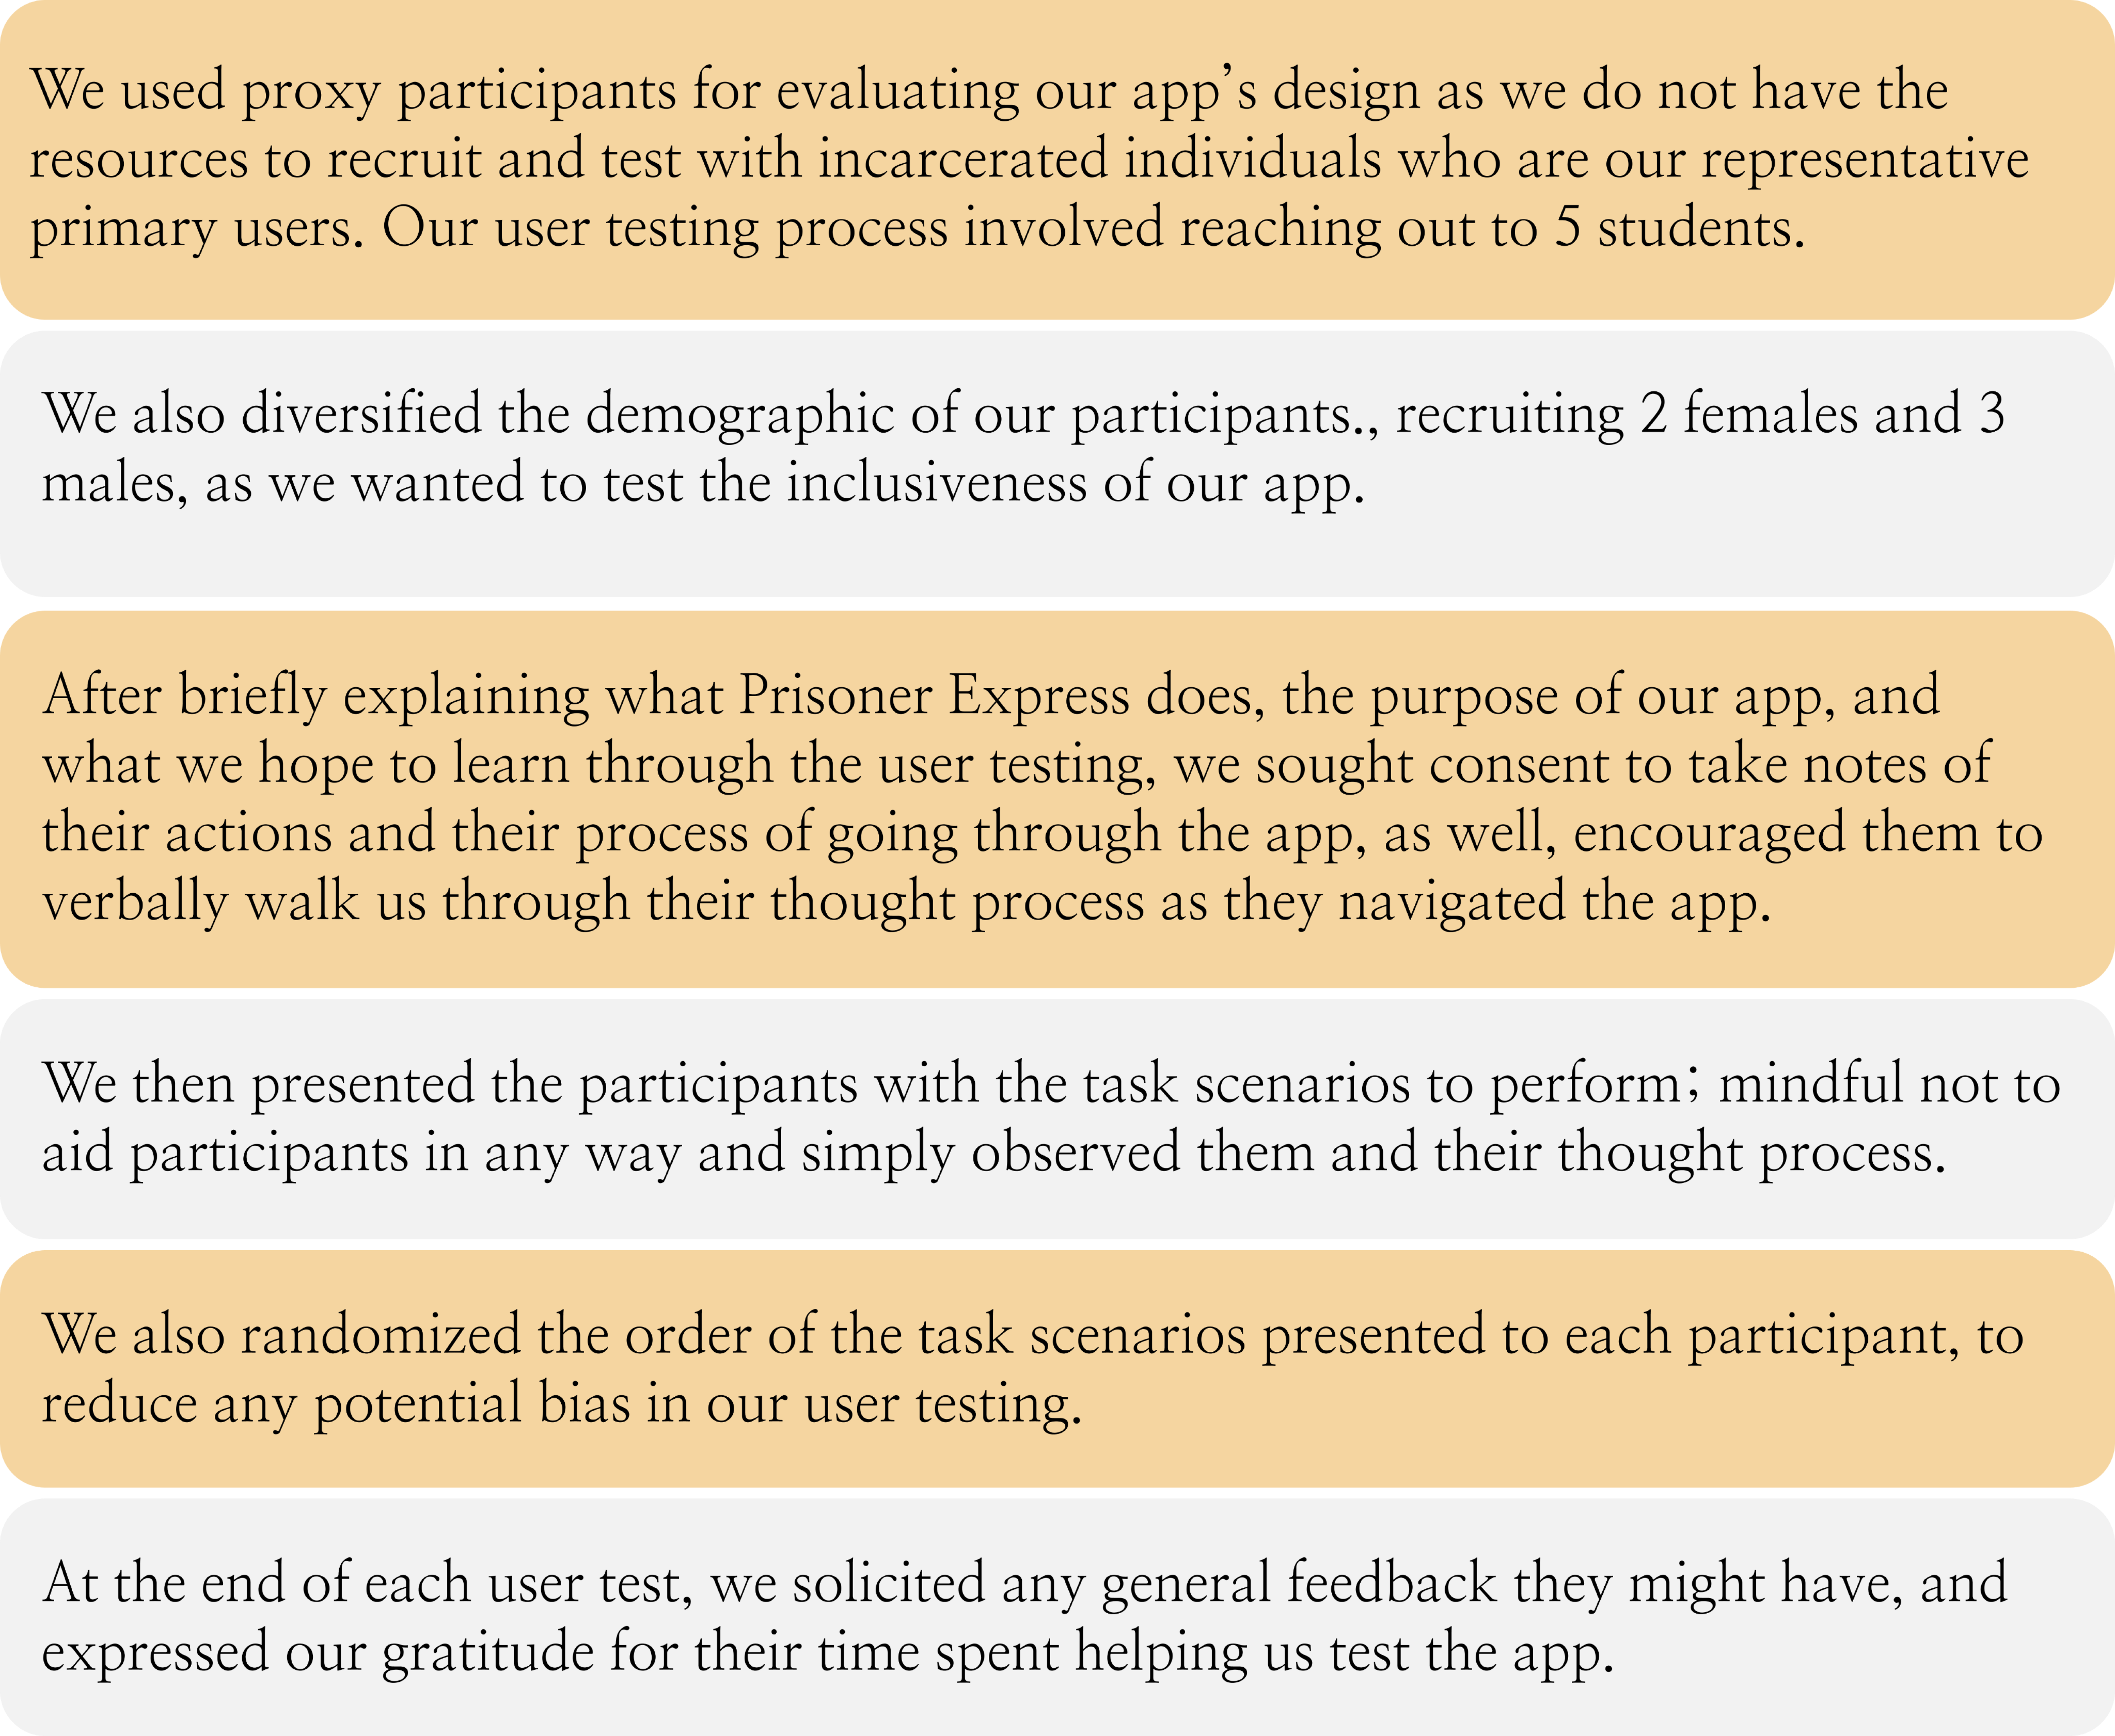 We used proxy participants for evaluating our app’s design as we do not have the
resources to recruit and test with incarcerated individuals who are our representative
primary users. Our user testing process involved reaching out to 5 students.
We also diversified the demographic of our participants., recruiting 2 females and 3
males, as we wanted to test the inclusiveness of our app.
After briefly explaining what Prisoner Express does, the purpose of our app, and
what we hope to learn through the user testing, we sought consent to take notes of
their actions and their process of going through the app, as well, encouraged them to
verbally walk us through their thought process as they navigated the app.
We then presented the participants with the task scenarios to perform; mindful not to
aid participants in any way and simply observed them and their thought process.
We also randomized the order of the task scenarios presented to each participant, to
reduce any potential bias in our user testing.
At the end of each user test, we solicited any general feedback they might have, and
expressed our gratitude for their time spent helping us test the app.